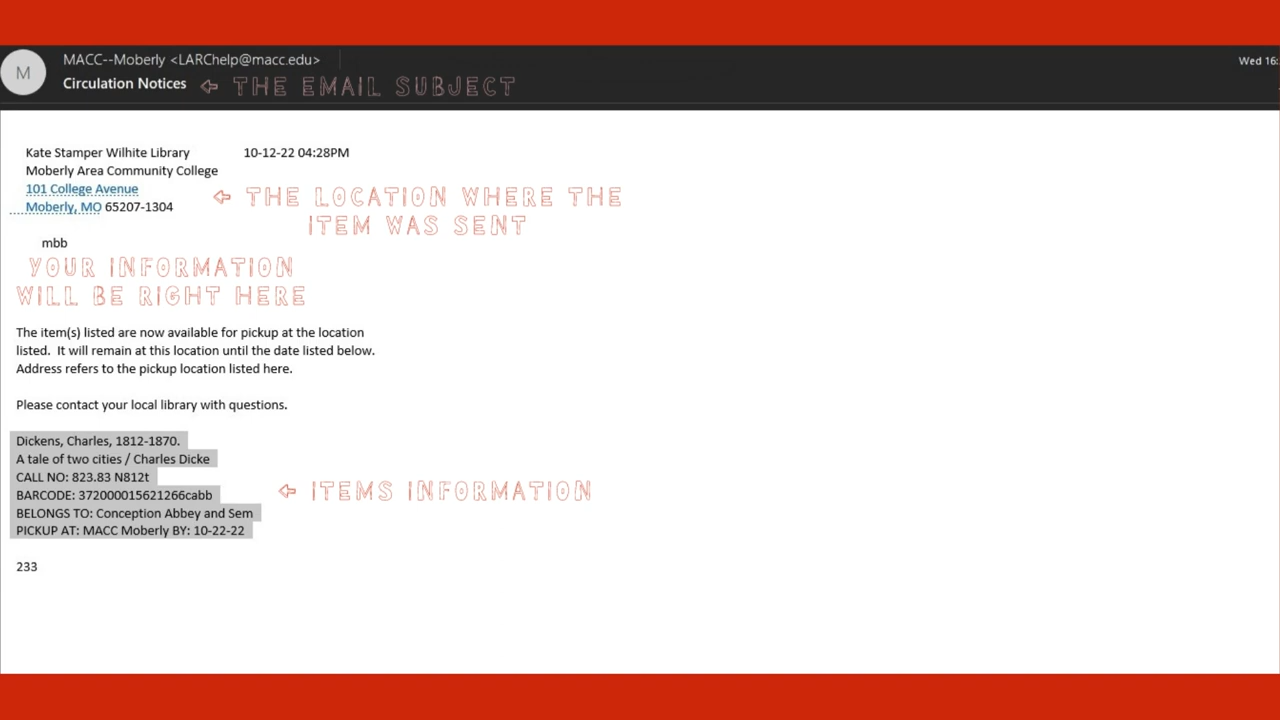 M
MACC--Moberly <LARChelp@macc.edu>
Wed 16:
Circulation Notices
THE EMAIL SUBJECT
Kate Stamper Wilhite Library 10-12-22 04:28PM
Moberly Area Community College
101 College Avenue
Moberly, MO 65207-1304
THE LOCATION WHERE THE
ITEM WAS SENT
mbb
YOUR INFORMATION
WILL BE RIGHT HERE
The item(s) listed are now available for pickup at the location
listed. It will remain at this location until the date listed below.
Address refers to the pickup location listed here.
Please contact your local library with questions.
Dickens, Charles, 1812-1870.
A tale of two cities / Charles Dicke
CALL NO: 823.83 N812t
BARCODE: 372000015621266cabb
BELONGS TO: Conception Abbey and Sem
PICKUP AT: MACC Moberly BY: 10-22-22
ITEMS INFORMATION
233